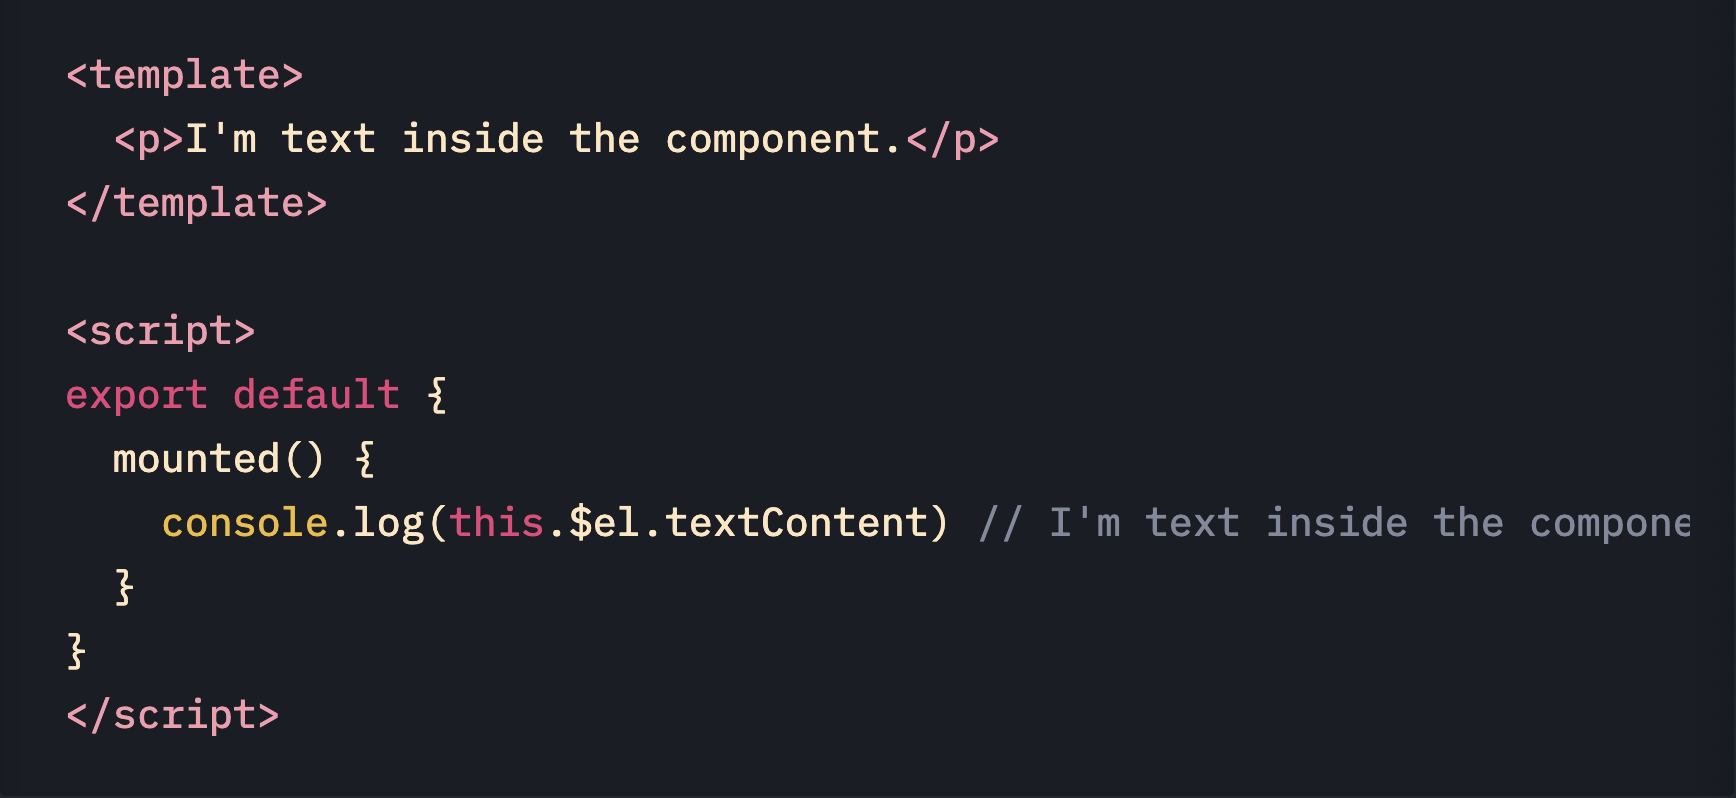 <template>
  <p>I'm text inside the component.</p>
</template>

<script>
export default {
  mounted() {
    console.log(this.$el.textContent) // I'm text inside the compone
  }
}
</script>